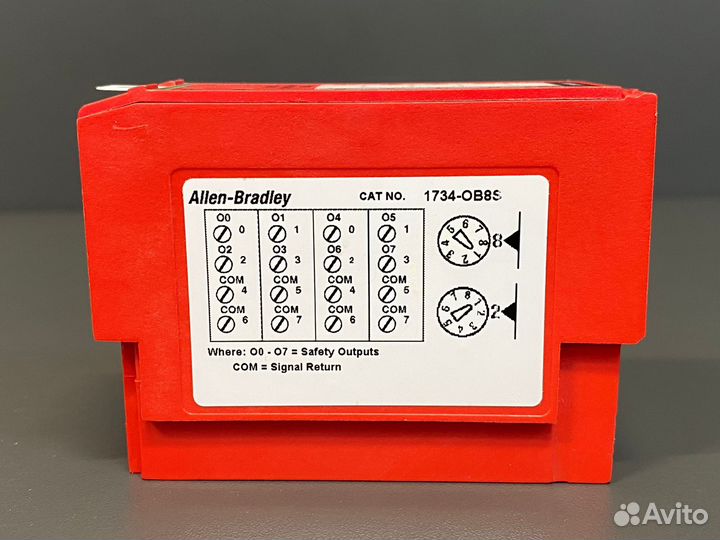 Allen-Bradley CAT NO. 1734-OB8S
O0 O1 O4 O5
0 1 0 1
O2 O3 O6 O7
2 3 2 3
COM COM COM COM
4 5 4 5
COM COM COM COM
6 7 6 7
8
2
Where: O0 - O7 = Safety Outputs
COM = Signal Return
Avito